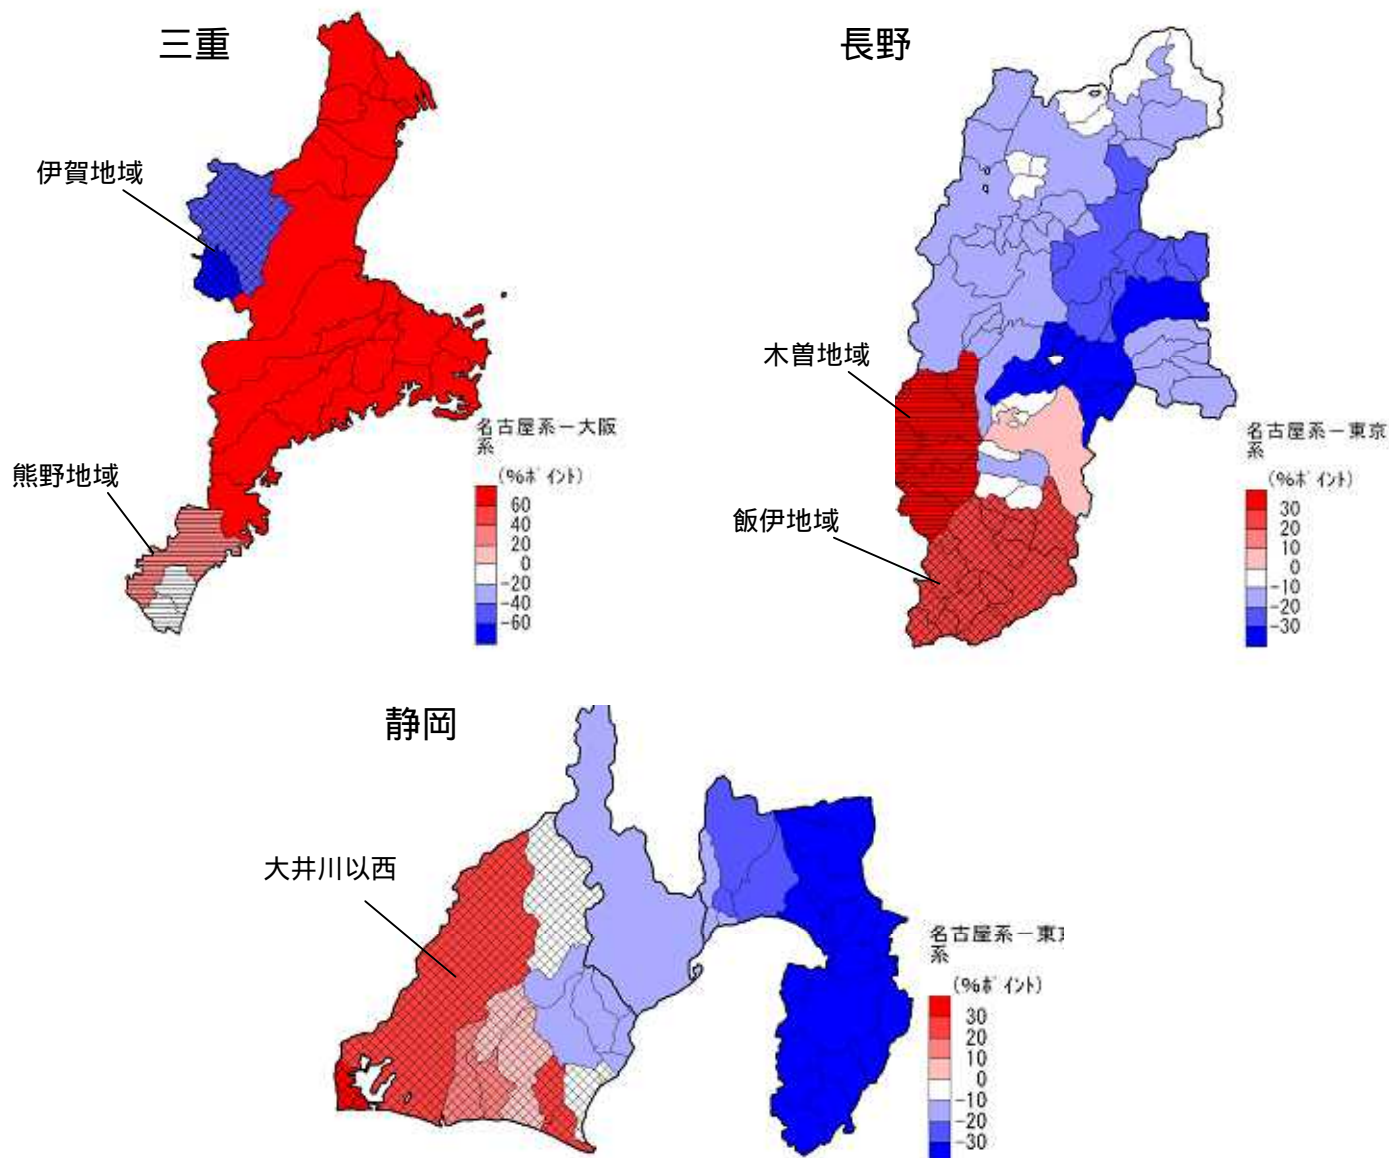 三重
伊賀地域
熊野地域
名古屋系－大阪
系
(%ﾎﾟｲﾝﾄ)
60
40
20
0
-20
-40
-60
長野
木曽地域
飯伊地域
名古屋系－東京
系
(%ﾎﾟｲﾝﾄ)
30
20
10
0
-10
-20
-30
静岡
大井川以西
名古屋系－東
系
(%ﾎﾟｲﾝﾄ)
30
20
10
0
-10
-20
-30